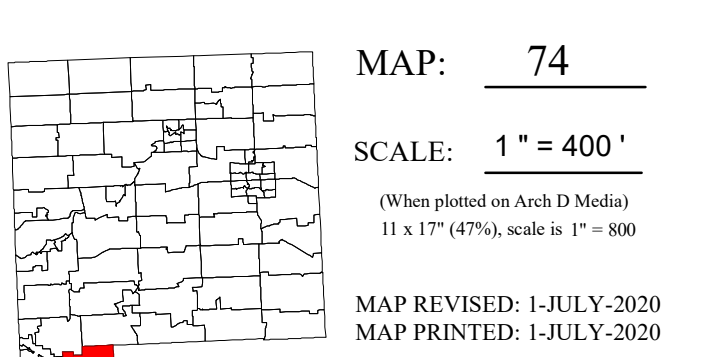 MAP: 74
SCALE: 1 " = 400 '
(When plotted on Arch D Media)
11 x 17" (47%), scale is 1" = 800
MAP REVISED: 1-JULY-2020
MAP PRINTED: 1-JULY-2020